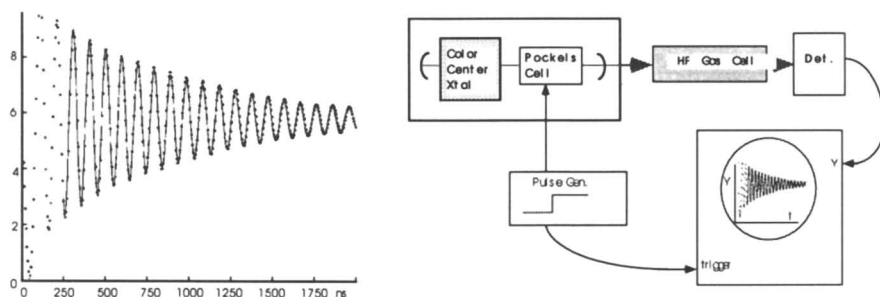 8
6
4
2
0
0 250 500 750 1000 1250 1500 1750 ns
Color
Center
Xtal
Pockels
Cell
HF Gas Cell
Det.
Pulse Gen.
Y
Y
t
trigger